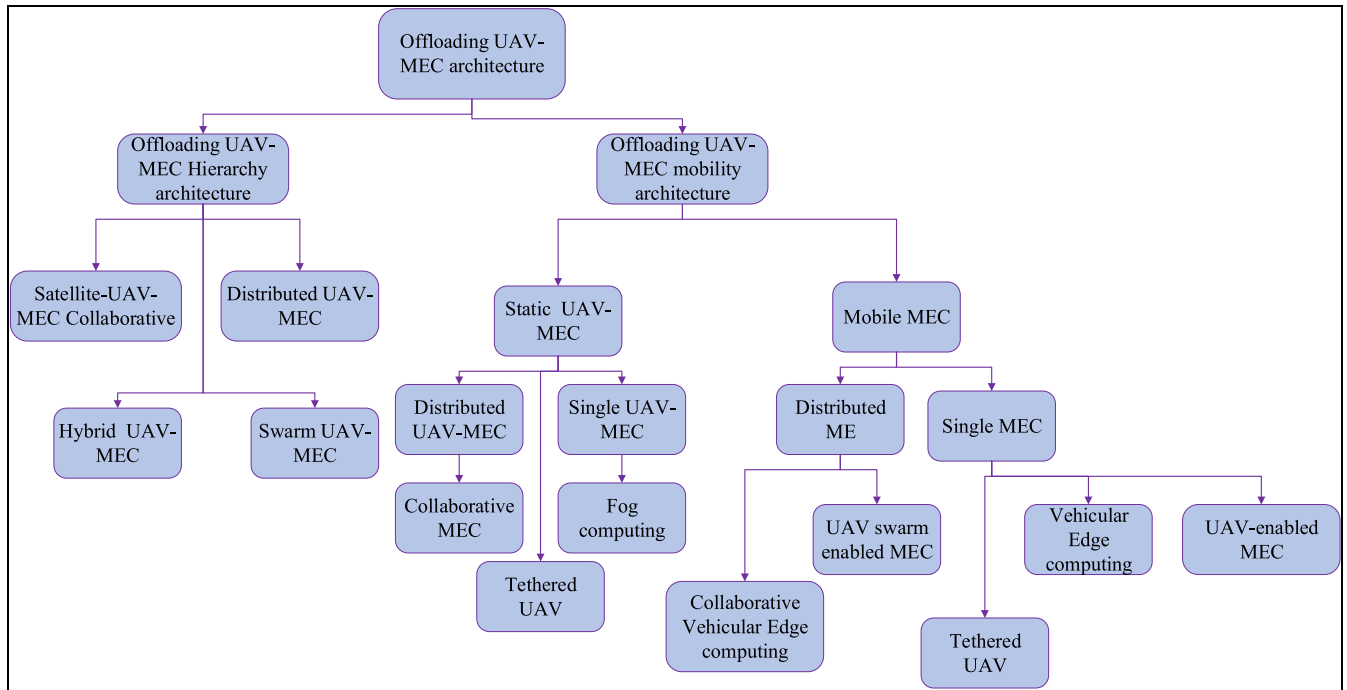 Offloading UAV-
MEC architecture
Offloading UAV-
MEC Hierarchy
architecture
Offloading UAV-
MEC mobility
architecture
Satellite-UAV-
MEC Collaborative
Distributed UAV-
MEC
Static UAV-
MEC
Mobile MEC
Hybrid UAV-
MEC
Swarm UAV-
MEC
Distributed
UAV-MEC
Single UAV-
MEC
Distributed
ME
Single MEC
Collaborative
MEC
Fog
computing
UAV swarm
enabled MEC
Vehicular
Edge
computing
UAV-enabled
MEC
Tethered
UAV
Collaborative
Vehicular Edge
computing
Tethered
UAV